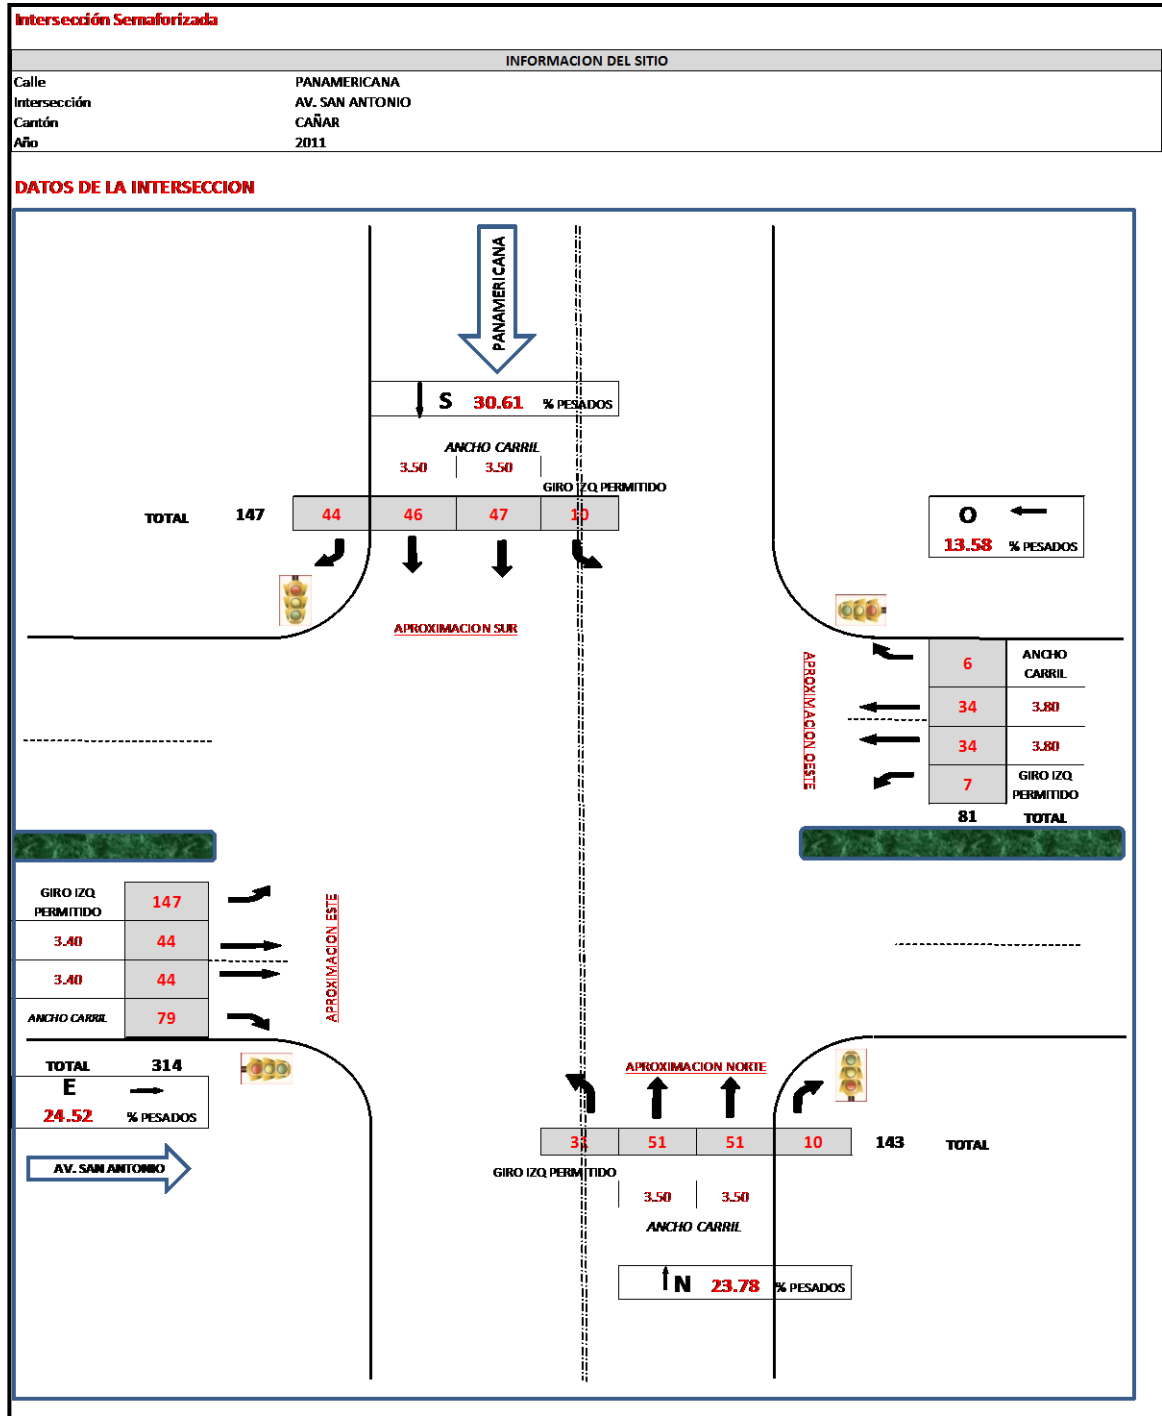 Intersección Semaforizada
INFORMACION DEL SITIO
Calle PANAMERICANA
Intersección AV. SAN ANTONIO
Cantón CAÑAR
Año 2011
DATOS DE LA INTERSECCION
PANAMERICANA
S 30.61 % PESADOS
ANCHO CARRIL
3.50 3.50
GIRO IZQ PERMITIDO
TOTAL 147 44 46 47 10
APROXIMACION SUR
O
13.58 % PESADOS
APROXIMACION OESTE
6 ANCHO CARRIL
34 3.80
34 3.80
7 GIRO IZQ PERMITIDO
81 TOTAL
GIRO IZQ PERMITIDO 147
3.40 44
3.40 44
ANCHO CARRIL 79
TOTAL 314
APROXIMACION ESTE
E
24.52 % PESADOS
AV. SAN ANTONIO
APROXIMACION NORTE
31 51 51 10 143 TOTAL
GIRO IZQ PERMITIDO
3.50 3.50
ANCHO CARRIL
N 23.78 % PESADOS